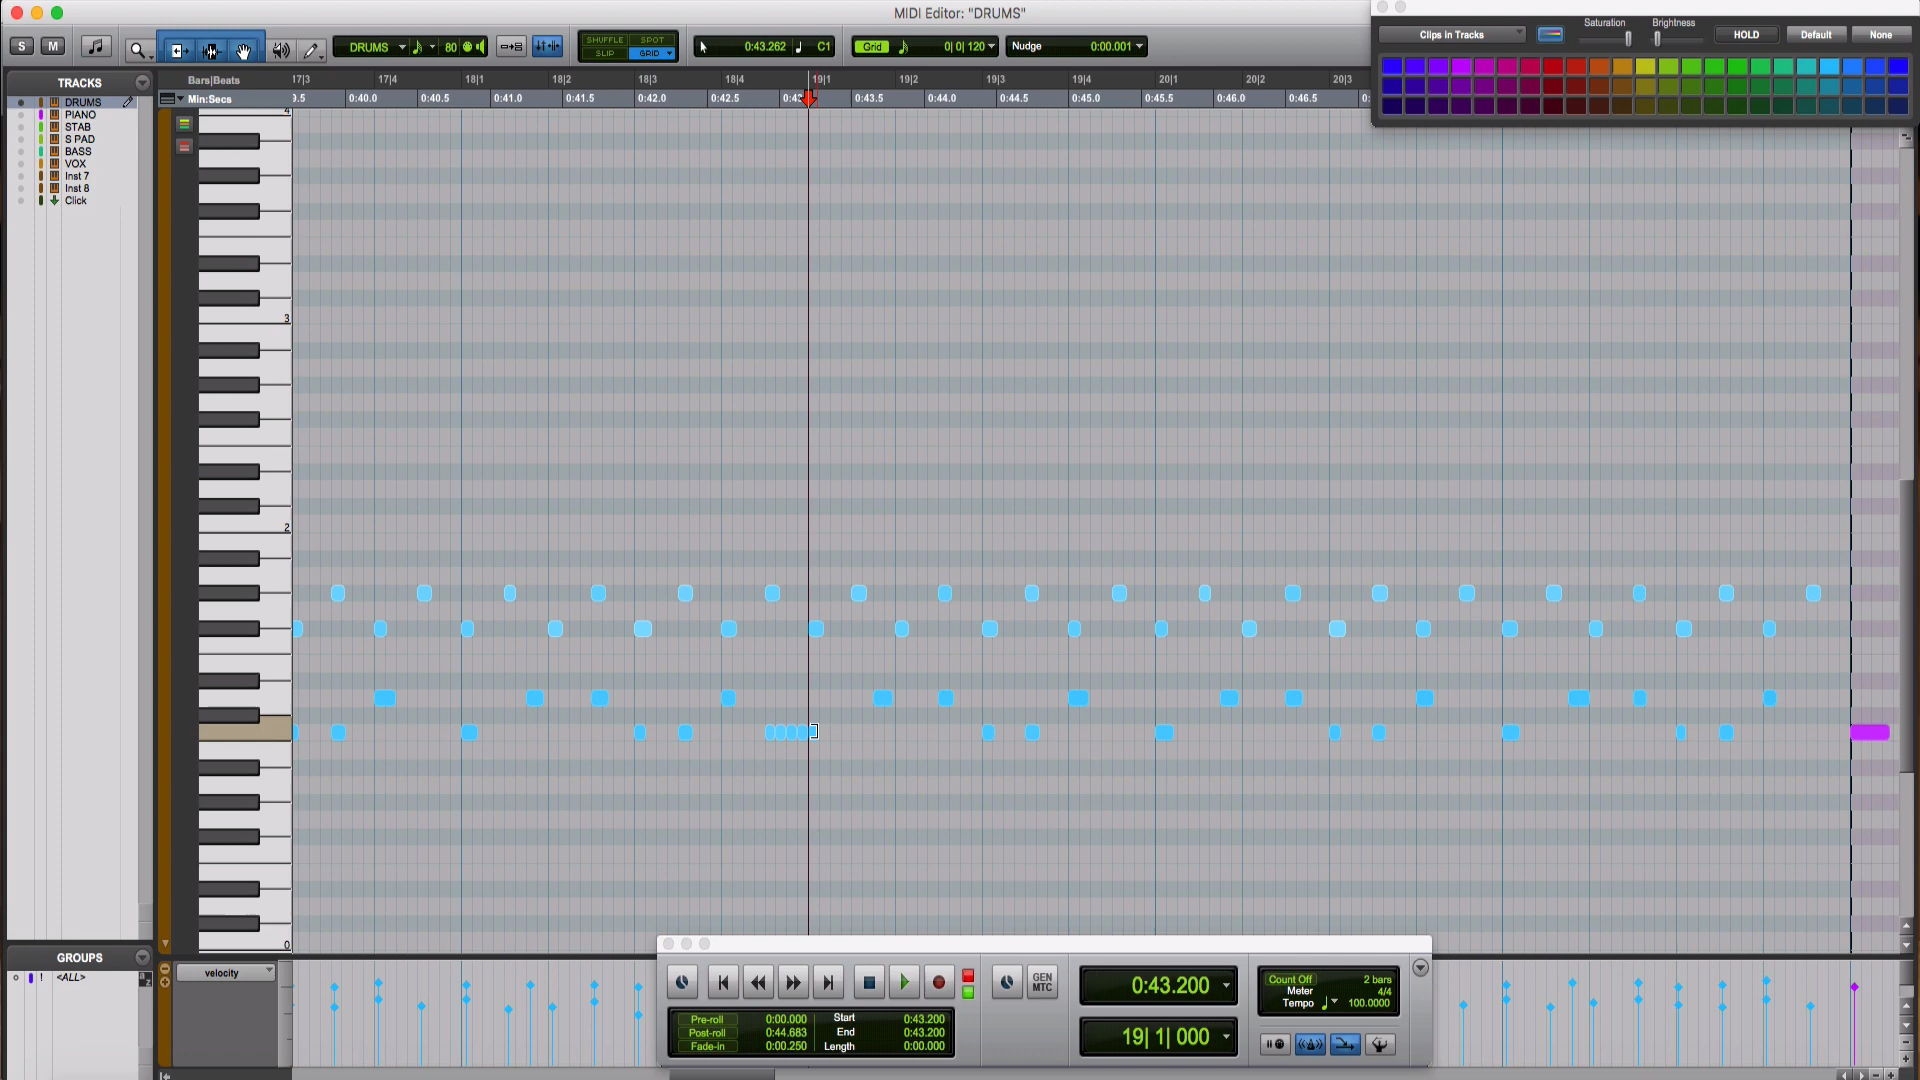 MIDI Editor: "DRUMS"
S M
DRUMS 80
SHUFFLE SPOT
SLIP GRID
0:43.262 C1
Grid 0| 0| 120
Nudge 0:00.001
Clips in Tracks
Saturation Brightness
HOLD Default None
TRACKS
DRUMS
PIANO
STAB
S PAD
BASS
VOX
Inst 7
Inst 8
Click
Bars|Beats 17|3 17|4 18|1 18|2 18|3 18|4 19|1 19|2 19|3 19|4 20|1 20|2 20|3
Min:Secs 0:40.0 0:40.5 0:41.0 0:41.5 0:42.0 0:42.5 0:43.5 0:44.0 0:44.5 0:45.0 0:45.5 0:46.0 0:46.5
4
3
2
0
GROUPS
! <ALL>
velocity
GEN
MTC
0:43.200
19| 1| 000
Count Off 2 bars
Meter 4/4
Tempo 100.0000
Pre-roll 0:00.000 Start 0:43.200
Post-roll 0:44.683 End 0:43.200
Fade-in 0:00.250 Length 0:00.000